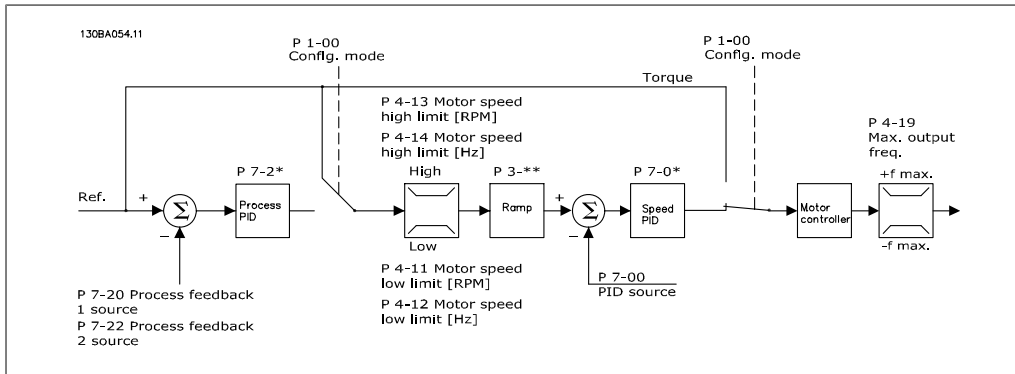 130BA054.11
P 1-00
Config. mode
P 1-00
Config. mode
Torque
P 4-13 Motor speed
high limit [RPM]
P 4-14 Motor speed
high limit [Hz]
P 4-19
Max. output
freq.
P 7-2*
High
P 3-**
P 7-0*
+f max.
Ref.
+
Σ
Process
PID
Ramp
+
Σ
Speed
PID
Motor
controller
−
Low
−
-f max.
P 7-20 Process feedback
1 source
P 7-22 Process feedback
2 source
P 4-11 Motor speed
low limit [RPM]
P 4-12 Motor speed
low limit [Hz]
P 7-00
PID source